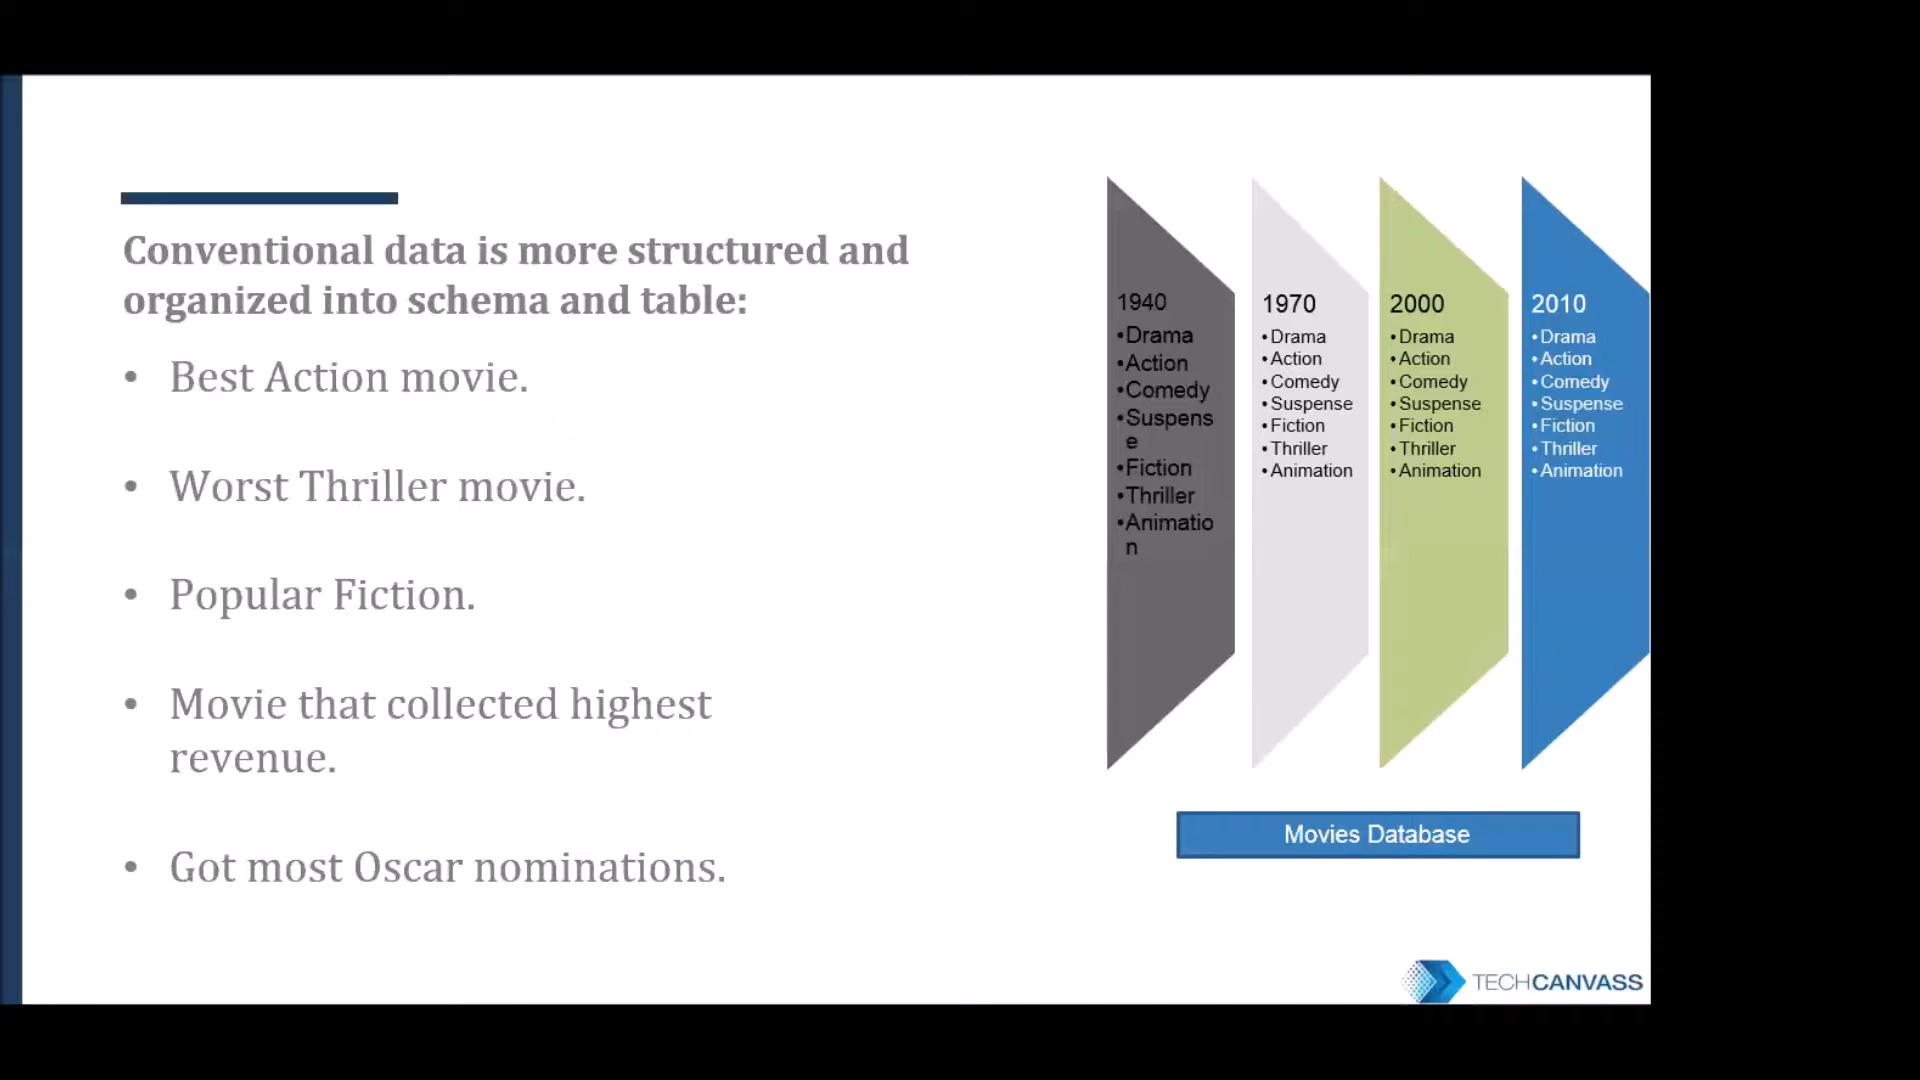 Conventional data is more structured and
organized into schema and table:
• Best Action movie.
• Worst Thriller movie.
• Popular Fiction.
• Movie that collected highest
revenue.
• Got most Oscar nominations.
1940
•Drama
•Action
•Comedy
•Suspens
e
•Fiction
•Thriller
•Animatio
n
1970
•Drama
•Action
•Comedy
•Suspense
•Fiction
•Thriller
•Animation
2000
•Drama
•Action
•Comedy
•Suspense
•Fiction
•Thriller
•Animation
2010
•Drama
•Action
•Comedy
•Suspense
•Fiction
•Thriller
•Animation
Movies Database
TECHCANVASS